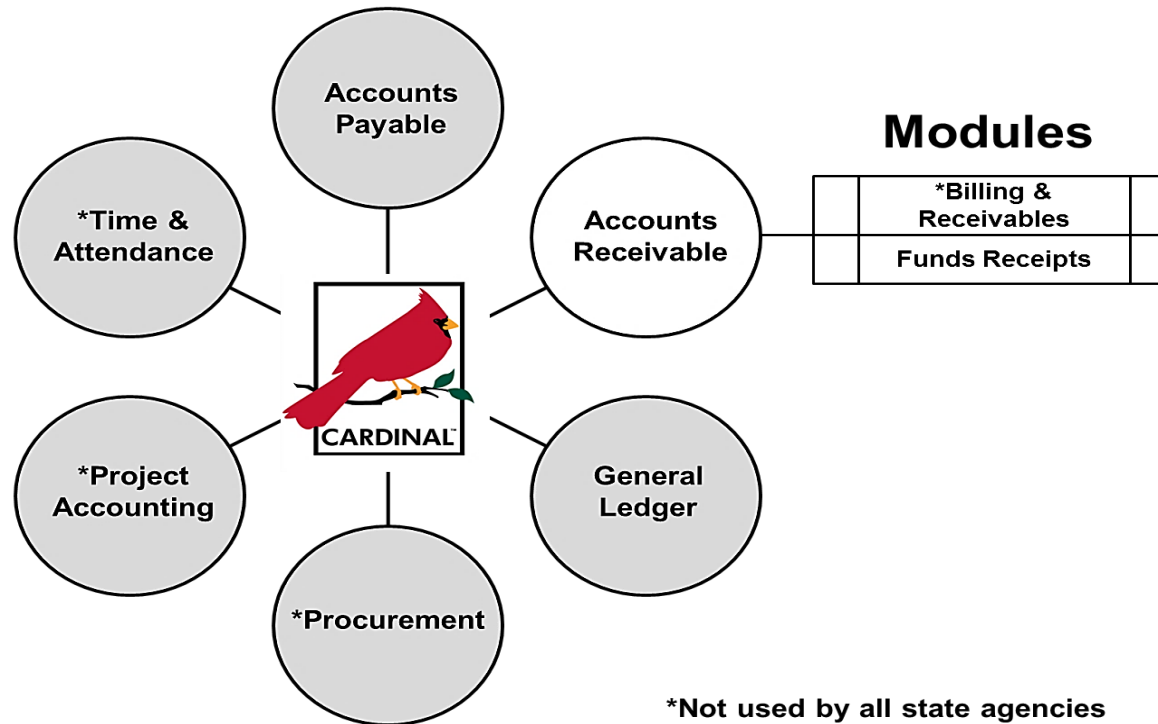 Accounts
Payable
Modules
*Time &
Attendance
Accounts
Receivable
*Billing &
Receivables
Funds Receipts
CARDINAL™
*Project
Accounting
General
Ledger
*Procurement
*Not used by all state agencies